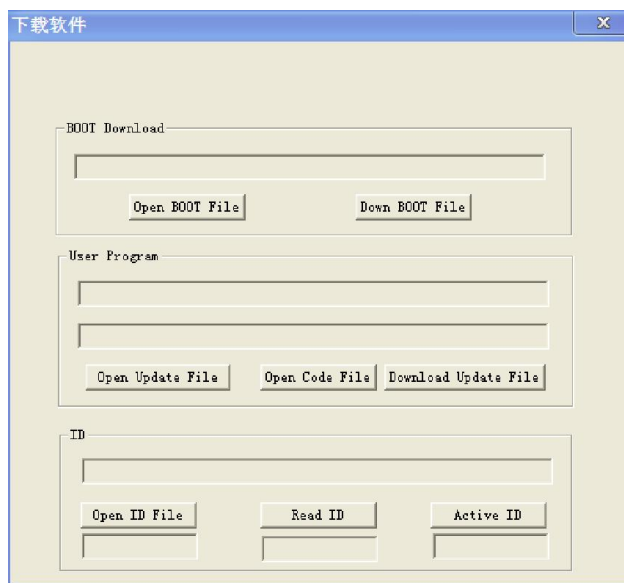 下载软件
BOOT Download
Open BOOT File
Down BOOT File
User Program
Open Update File
Open Code File
Download Update File
ID
Open ID File
Read ID
Active ID